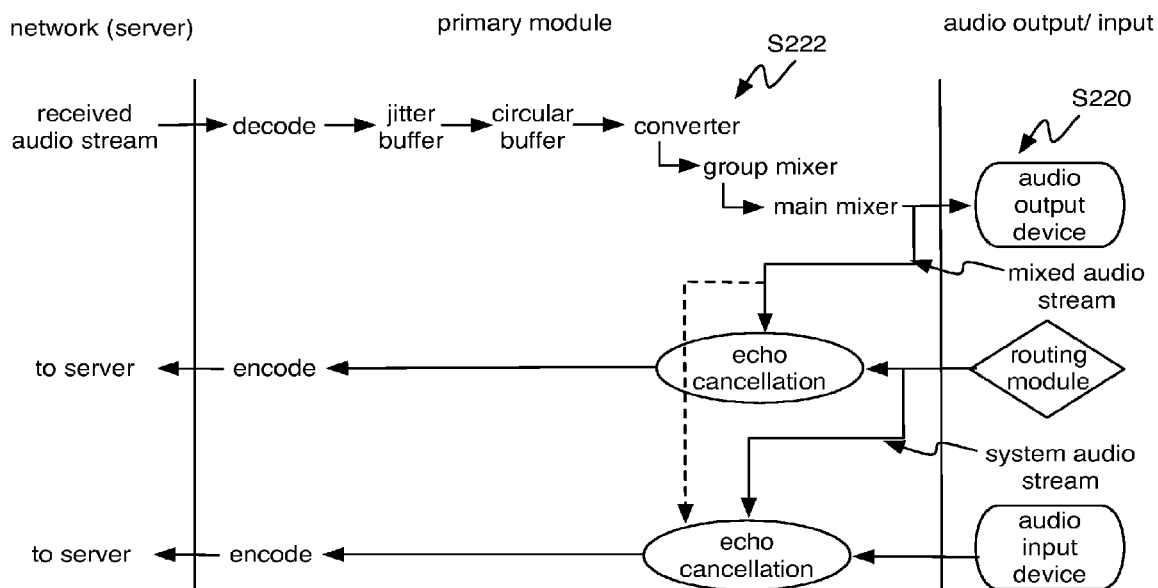 network (server)
primary module
audio output/ input
S222
S220
received
audio stream
decode
jitter
buffer
circular
buffer
converter
group mixer
main mixer
audio
output
device
mixed audio
stream
to server
encode
echo
cancellation
routing
module
system audio
stream
to server
encode
echo
cancellation
audio
input
device